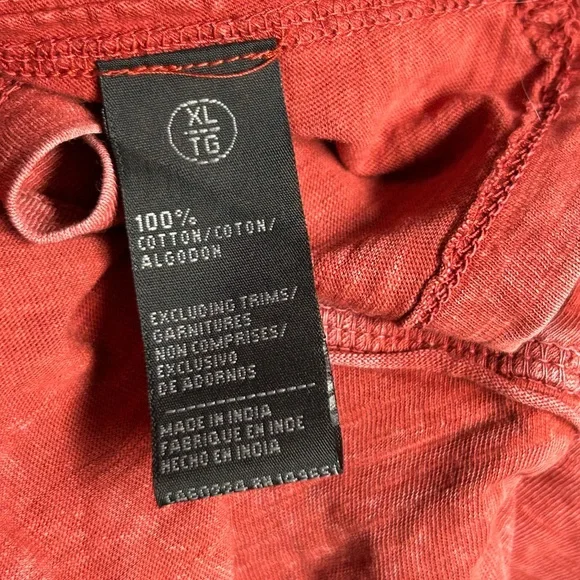 XL
TG
100%
COTTON/COTON/
ALGODON
EXCLUDING TRIMS/
GARNITURES
NON COMPRISES/
EXCLUSIVO
DE ADORNOS
MADE IN INDIA
FABRIQUE EN INDE
HECHO EN INDIA